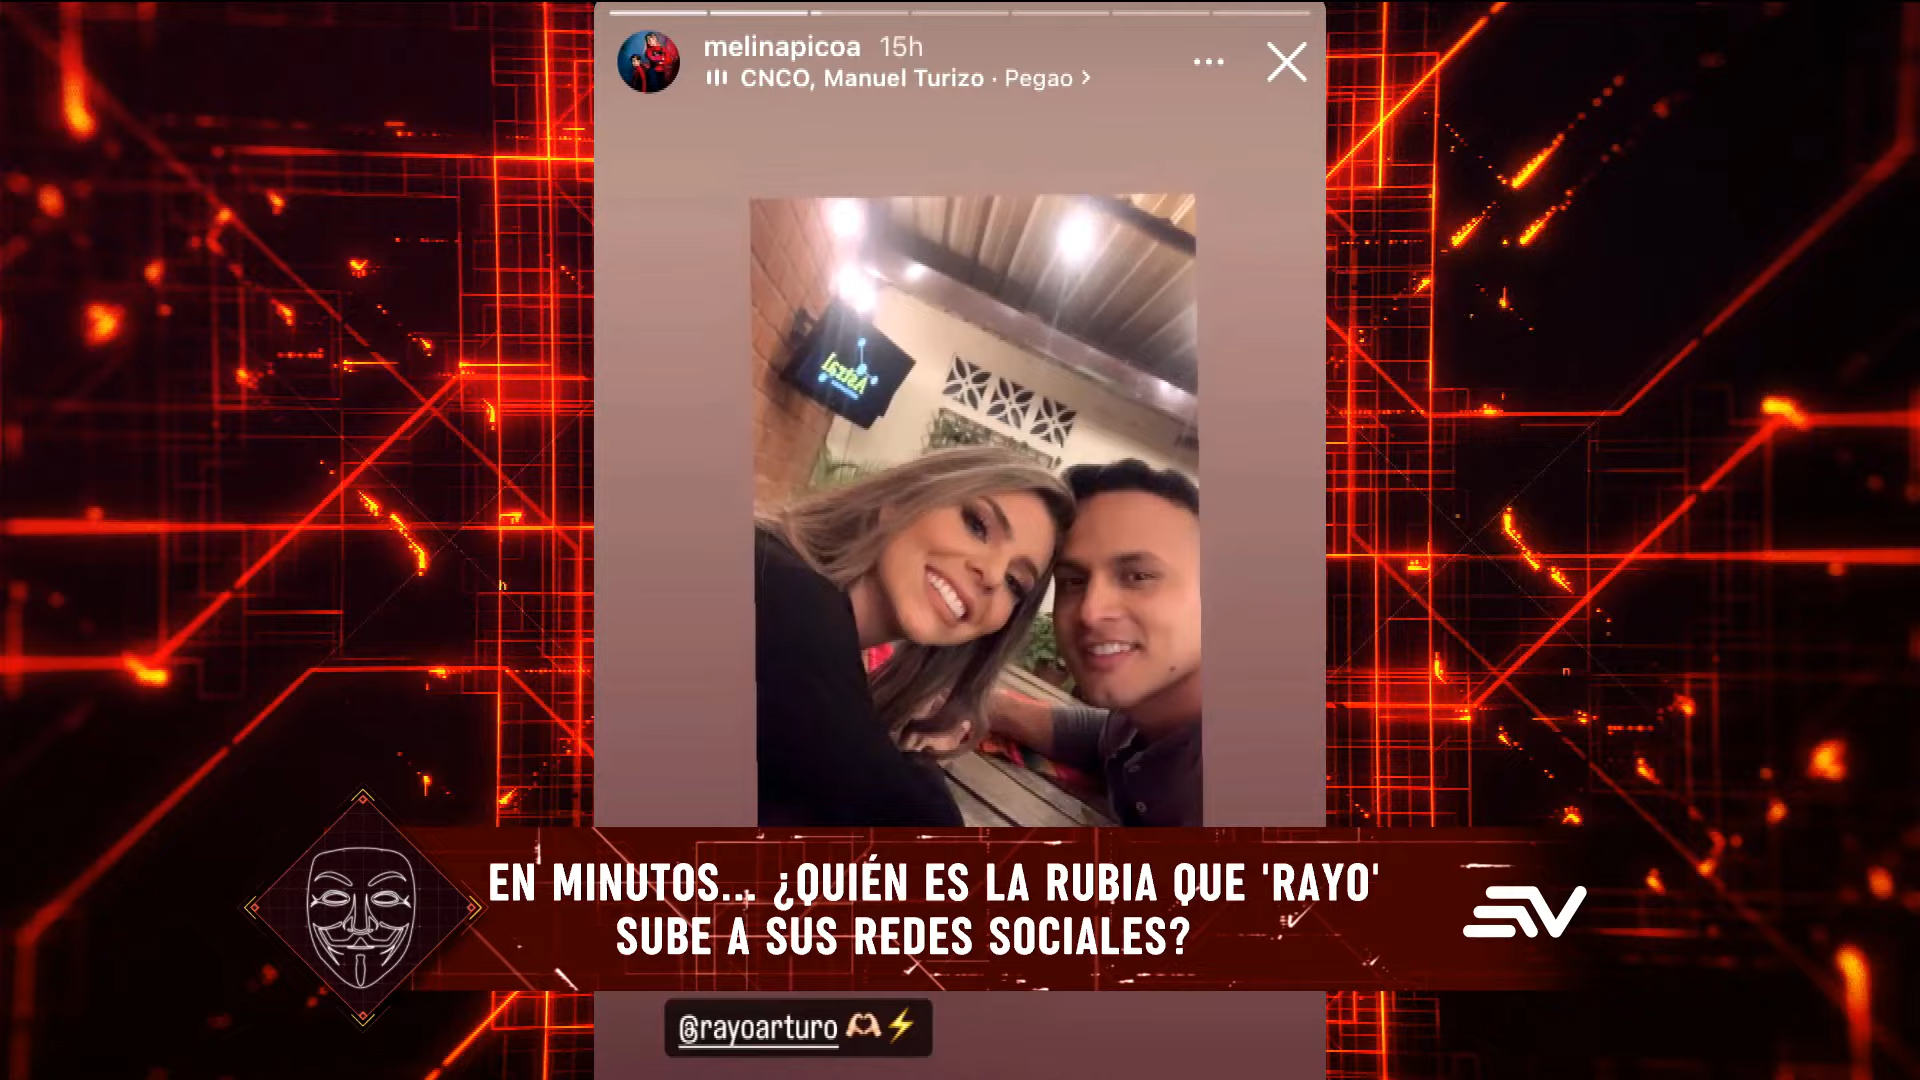 melinapicoa 15h
CNCO, Manuel Turizo · Pegao >
Astral
EN MINUTOS... ¿QUIÉN ES LA RUBIA QUE 'RAYO'
SUBE A SUS REDES SOCIALES?
@rayoarturo